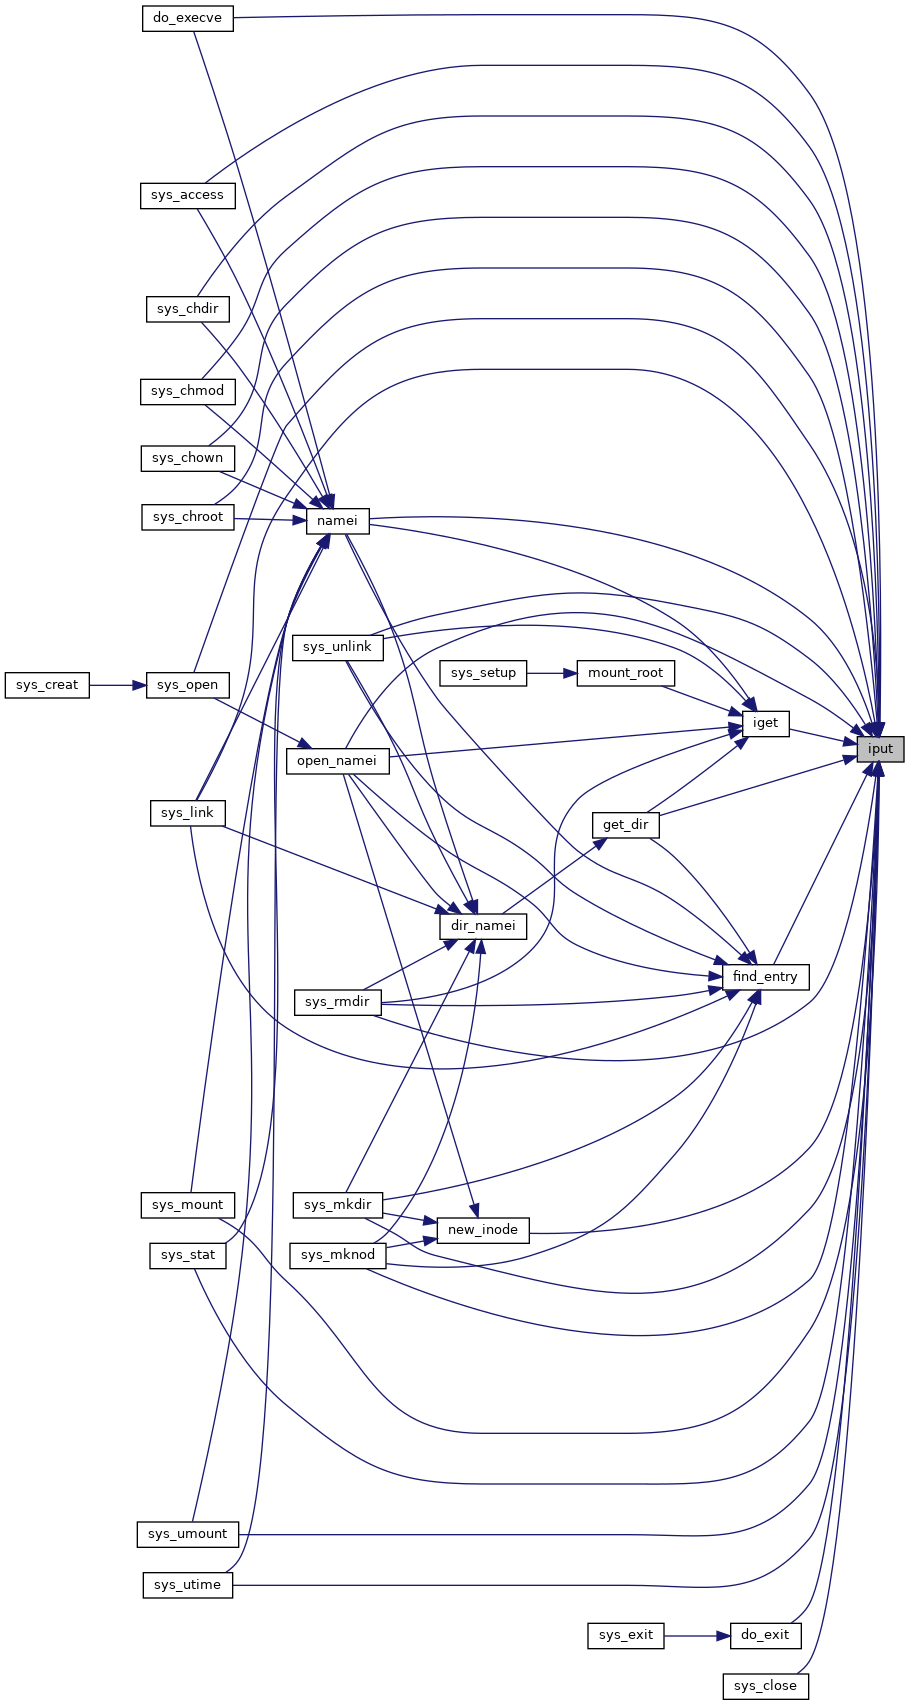 do_execve
sys_access
sys_chdir
sys_chmod
sys_chown
sys_chroot
namei
sys_unlink
sys_setup
mount_root
sys_creat
sys_open
iget
iput
open_namei
sys_link
get_dir
dir_namei
find_entry
sys_rmdir
sys_mount
sys_mkdir
new_inode
sys_stat
sys_mknod
sys_umount
sys_utime
sys_exit
do_exit
sys_close